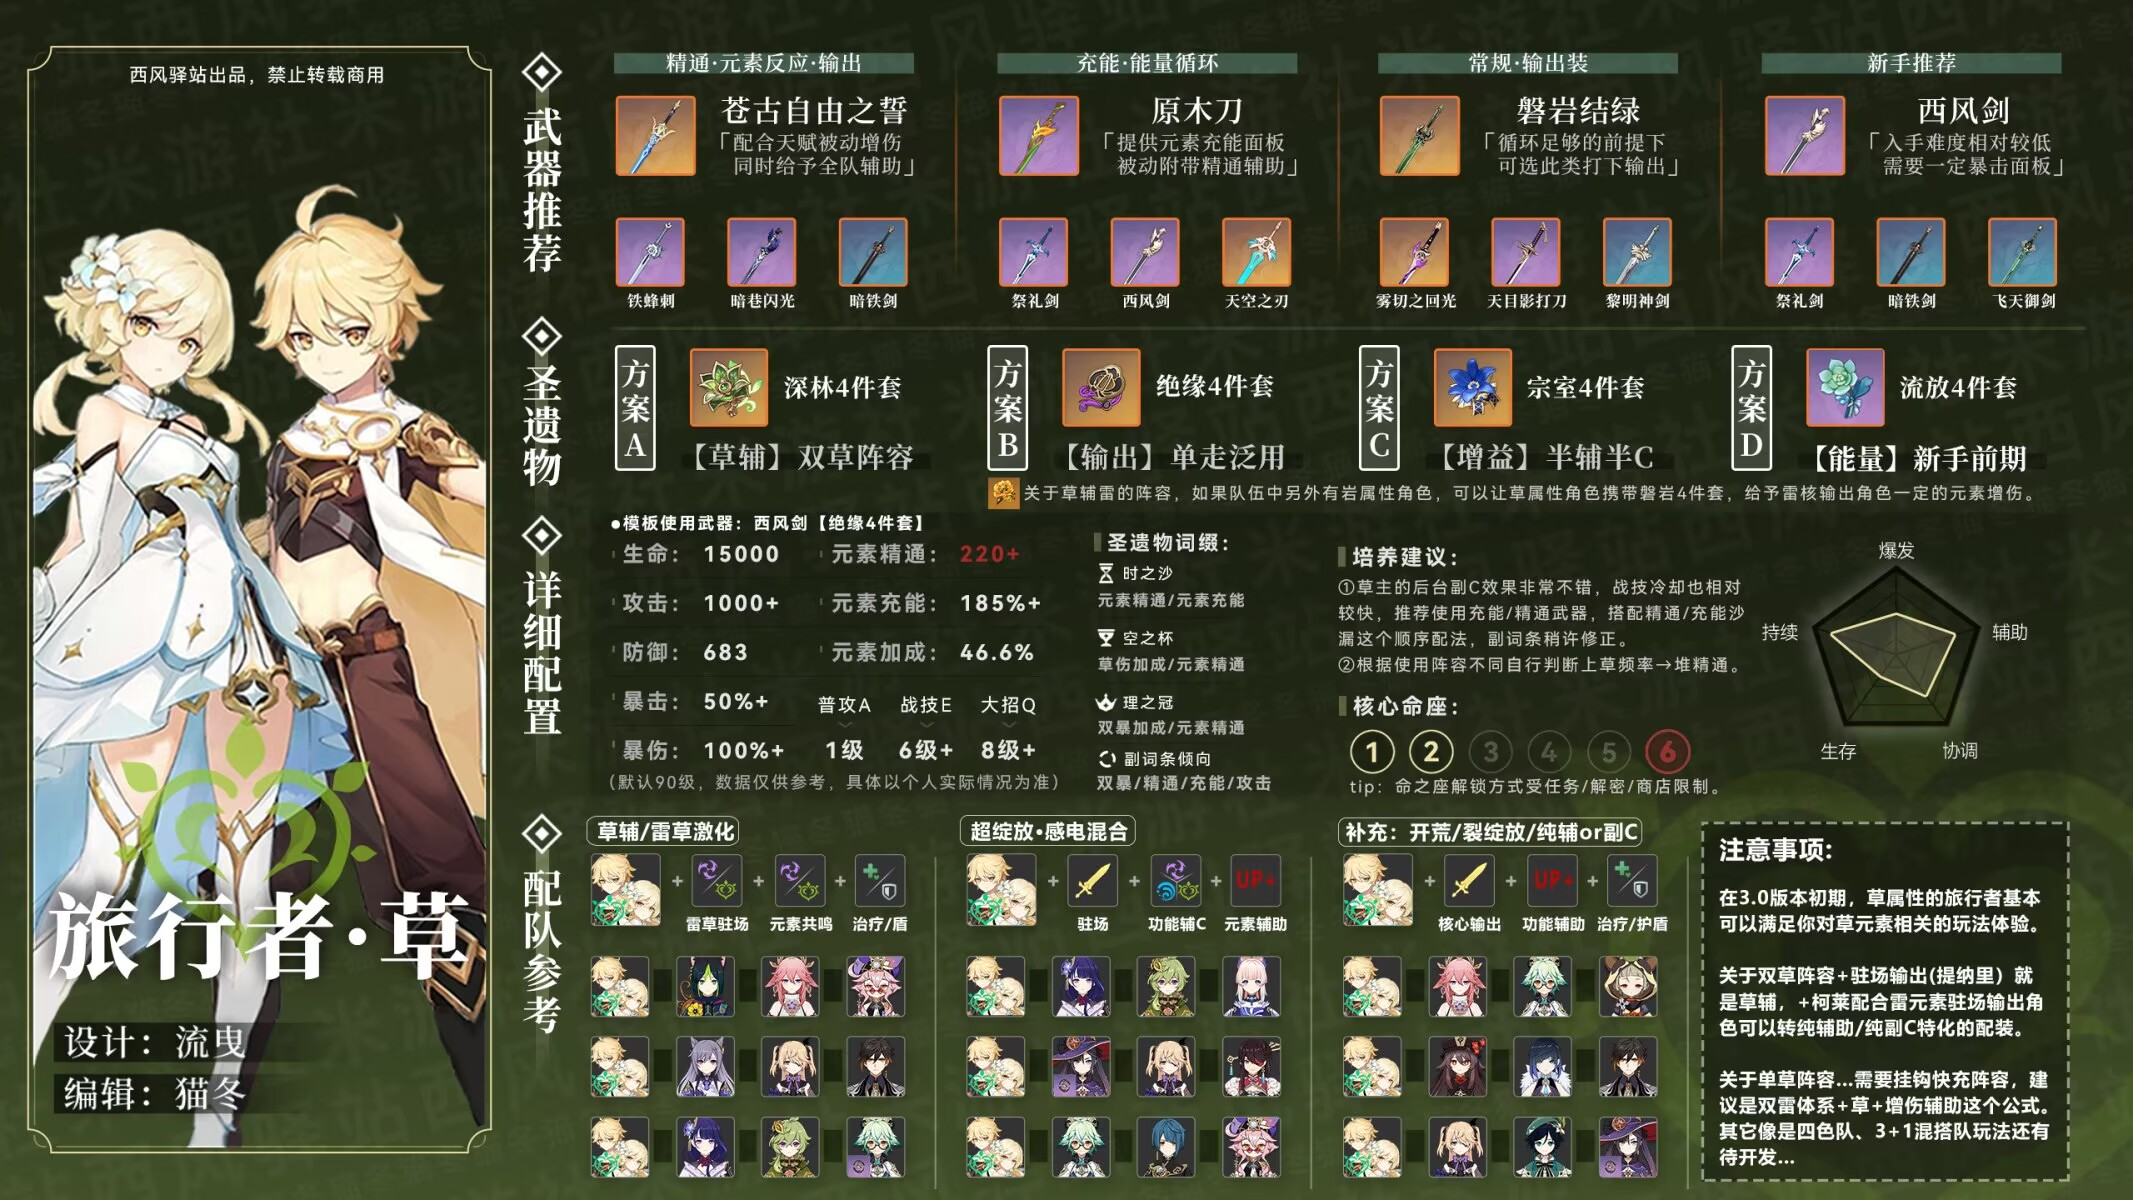 西风驿站出品，禁止转载商用
旅行者·草
设计：流曳
编辑：猫冬
武器推荐
精通·元素反应·输出
苍古自由之誓
「配合天赋被动增伤
同时给予全队辅助」
铁蜂刺
暗巷闪光
暗铁剑
充能·能量循环
原木刀
「提供元素充能面板
被动附带精通辅助」
祭礼剑
西风剑
天空之刃
常规·输出装
磐岩结绿
「循环足够的前提下
可选此类打下输出」
雾切之回光
天目影打刀
黎明神剑
新手推荐
西风剑
「入手难度相对较低
需要一定暴击面板」
祭礼剑
暗铁剑
飞天御剑
圣遗物
方案A
深林4件套
【草辅】双草阵容
方案B
绝缘4件套
【输出】单走泛用
方案C
宗室4件套
【增益】半辅半C
方案D
流放4件套
【能量】新手前期
关于草辅雷的阵容，如果队伍中另外有岩属性角色，可以让草属性角色携带磐岩4件套，给予雷核输出角色一定的元素增伤。
详细配置
●模板使用武器：西风剑【绝缘4件套】
生命： 15000 元素精通： 220+
攻击： 1000+ 元素充能： 185%+
防御： 683 元素加成： 46.6%
暴击： 50%+ 普攻A 战技E 大招Q
暴伤： 100%+ 1级 6级+ 8级+
（默认90级，数据仅供参考，具体以个人实际情况为准）
圣遗物词缀：
时之沙
元素精通/元素充能
空之杯
草伤加成/元素精通
理之冠
双暴加成/元素精通
副词条倾向
双暴/精通/充能/攻击
培养建议：
①草主的后台副C效果非常不错，战技冷却也相对
较快，推荐使用充能/精通武器，搭配精通/充能沙
漏这个顺序配法，副词条稍许修正。
②根据使用阵容不同自行判断上草频率→堆精通。
核心命座：
1 2 3 4 5 6
tip：命之座解锁方式受任务/解密/商店限制。
爆发
辅助
协调
生存
持续
配队参考
草辅/雷草激化
+ + +
雷草驻场 元素共鸣 治疗/盾
超绽放·感电混合
+ + + UP+
驻场 功能辅C 元素辅助
补充：开荒/裂绽放/纯辅or副C
+ + UP+ +
核心输出 功能辅助 治疗/护盾
注意事项:
在3.0版本初期，草属性的旅行者基本
可以满足你对草元素相关的玩法体验。
关于双草阵容+驻场输出(提纳里）就
是草辅，+柯莱配合雷元素驻场输出角
色可以转纯辅助/纯副C特化的配装。
关于单草阵容...需要挂钩快充阵容，建
议是双雷体系+草+增伤辅助这个公式。
其它像是四色队、3+1混搭队玩法还有
待开发...